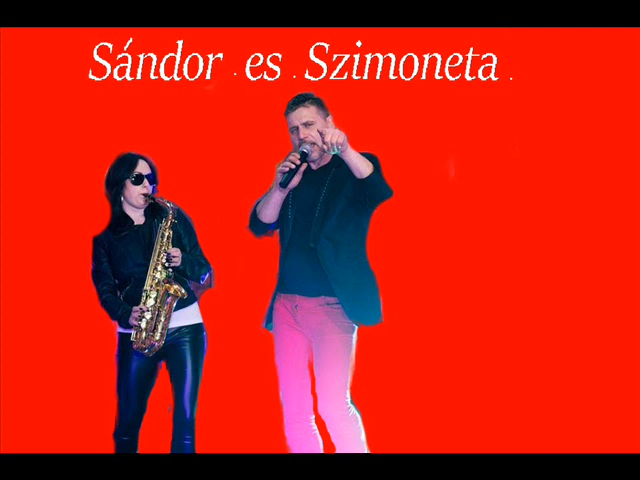 Sándor . es . Szimoneta .